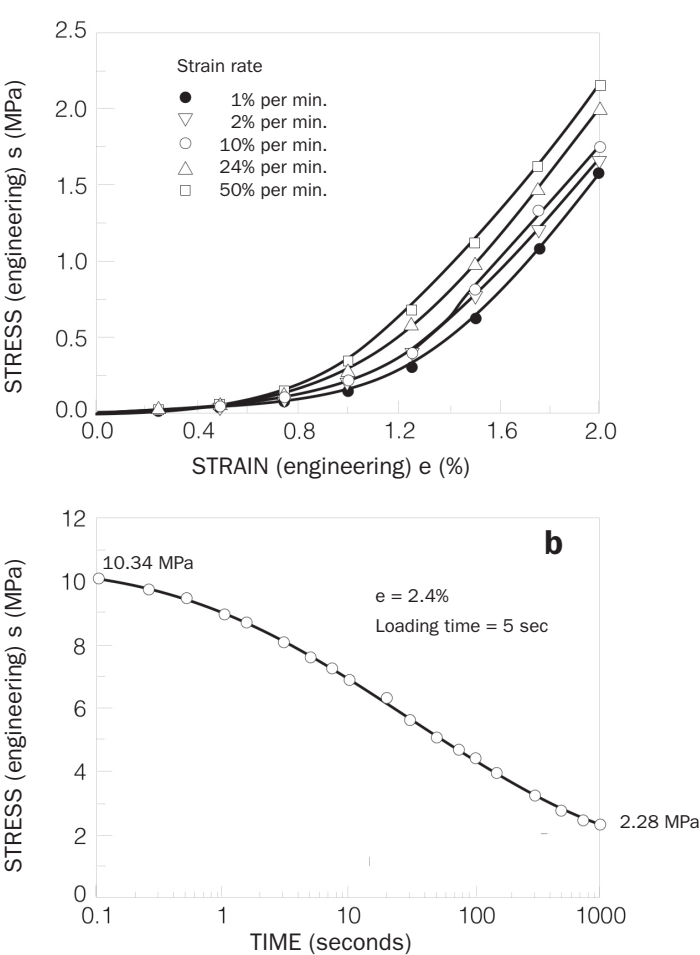 2.5
2.0
1.5
1.0
0.5
0.0
STRESS (engineering) s (MPa)
Strain rate
1% per min.
2% per min.
10% per min.
24% per min.
50% per min.
0.0 0.4 0.8 1.2 1.6 2.0
STRAIN (engineering) e (%)
12
10
8
6
4
2
0
STRESS (engineering) s (MPa)
b
10.34 MPa
e = 2.4%
Loading time = 5 sec
2.28 MPa
0.1 1 10 100 1000
TIME (seconds)